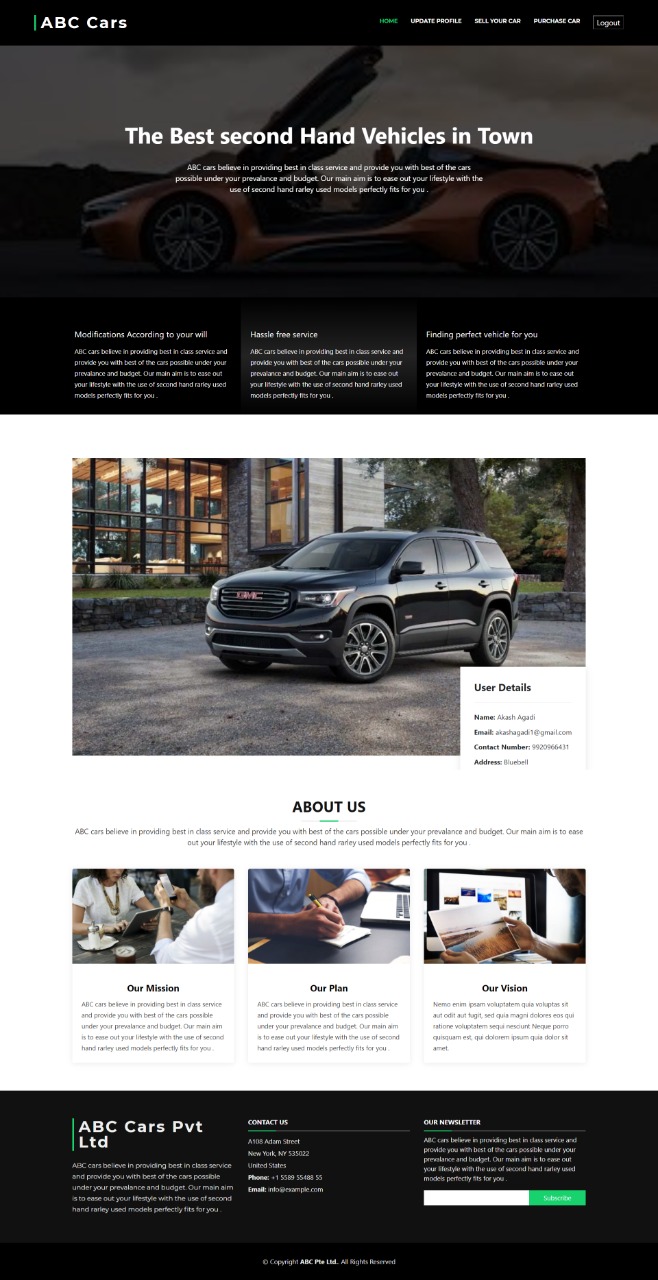 ABC Cars
HOME UPDATE PROFILE SELL YOUR CAR PURCHASE CAR Logout
The Best second Hand Vehicles in Town
ABC cars believe in providing best in class service and provide you with best of the cars
possible under your prevalance and budget. Our main aim is to ease out your lifestyle with the
use of second hand rarley used models perfectly fits for you .
Modifications According to your will
ABC cars believe in providing best in class service and
provide you with best of the cars possible under your
prevalance and budget. Our main aim is to ease out
your lifestyle with the use of second hand rarley used
models perfectly fits for you .
Hassle free service
ABC cars believe in providing best in class service and
provide you with best of the cars possible under your
prevalance and budget. Our main aim is to ease out
your lifestyle with the use of second hand rarley used
models perfectly fits for you .
Finding perfect vehicle for you
ABC cars believe in providing best in class service and
provide you with best of the cars possible under your
prevalance and budget. Our main aim is to ease out
your lifestyle with the use of second hand rarley used
models perfectly fits for you .
GMC
User Details
Name: Akash Agadi
Email: akashagadi1@gmail.com
Contact Number: 9920966431
Address: Bluebell
ABOUT US
ABC cars believe in providing best in class service and provide you with best of the cars possible under your prevalance and budget. Our main aim is to ease
out your lifestyle with the use of second hand rarley used models perfectly fits for you .
Our Mission
ABC cars believe in providing best in class service
and provide you with best of the cars possible
under your prevalance and budget. Our main aim
is to ease out your lifestyle with the use of second
hand rarley used models perfectly fits for you .
Our Plan
ABC cars believe in providing best in class service
and provide you with best of the cars possible
under your prevalance and budget. Our main aim
is to ease out your lifestyle with the use of second
hand rarley used models perfectly fits for you .
Our Vision
Nemo enim ipsam voluptatem quia voluptas sit
aut odit aut fugit, sed quia magni dolores eos qui
ratione voluptatem sequi nesciunt Neque porro
quisquam est, qui dolorem ipsum quia dolor sit
amet.
ABC Cars Pvt
Ltd
ABC cars believe in providing best in class service
and provide you with best of the cars possible
under your prevalance and budget. Our main aim
is to ease out your lifestyle with the use of second
hand rarley used models perfectly fits for you .
CONTACT US
A108 Adam Street
New York, NY 535022
United States
Phone: +1 5589 55488 55
Email: info@example.com
OUR NEWSLETTER
ABC cars believe in providing best in class service and
provide you with best of the cars possible under your
prevalance and budget. Our main aim is to ease out
your lifestyle with the use of second hand rarley used
models perfectly fits for you .
Subscribe
© Copyright ABC Pte Ltd.. All Rights Reserved